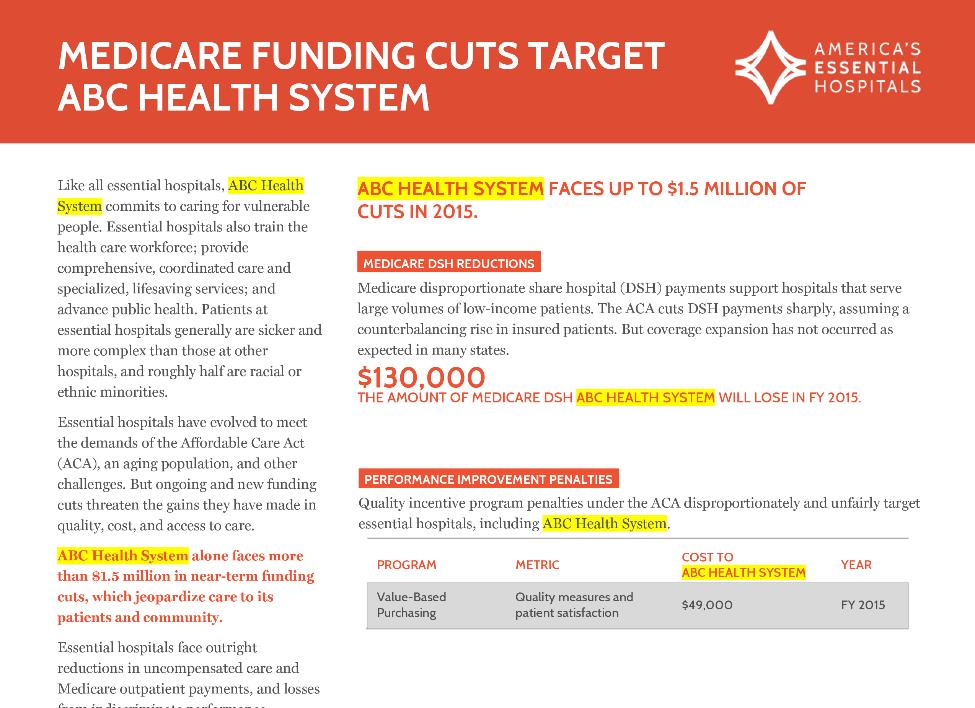 MEDICARE FUNDING CUTS TARGET
ABC HEALTH SYSTEM
AMERICA'S
ESSENTIAL
HOSPITALS
Like all essential hospitals, ABC Health
System commits to caring for vulnerable
people. Essential hospitals also train the
health care workforce; provide
comprehensive, coordinated care and
specialized, lifesaving services; and
advance public health. Patients at
essential hospitals generally are sicker and
more complex than those at other
hospitals, and roughly half are racial or
ethnic minorities.
Essential hospitals have evolved to meet
the demands of the Affordable Care Act
(ACA), an aging population, and other
challenges. But ongoing and new funding
cuts threaten the gains they have made in
quality, cost, and access to care.
ABC Health System alone faces more
than $1.5 million in near-term funding
cuts, which jeopardize care to its
patients and community.
Essential hospitals face outright
reductions in uncompensated care and
Medicare outpatient payments, and losses
from indiscriminate performance
ABC HEALTH SYSTEM FACES UP TO $1.5 MILLION OF
CUTS IN 2015.
MEDICARE DSH REDUCTIONS
Medicare disproportionate share hospital (DSH) payments support hospitals that serve
large volumes of low-income patients. The ACA cuts DSH payments sharply, assuming a
counterbalancing rise in insured patients. But coverage expansion has not occurred as
expected in many states.
$130,000
THE AMOUNT OF MEDICARE DSH ABC HEALTH SYSTEM WILL LOSE IN FY 2015.
PERFORMANCE IMPROVEMENT PENALTIES
Quality incentive program penalties under the ACA disproportionately and unfairly target
essential hospitals, including ABC Health System.
PROGRAM METRIC COST TO ABC HEALTH SYSTEM YEAR
Value-Based Purchasing Quality measures and patient satisfaction $49,000 FY 2015